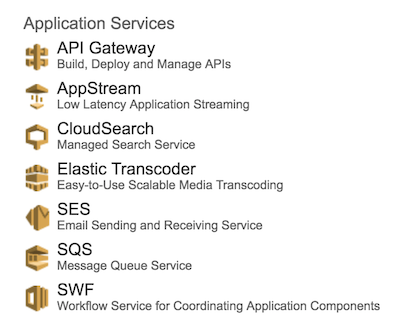 Application Services
API Gateway
Build, Deploy and Manage APIs
AppStream
Low Latency Application Streaming
CloudSearch
Managed Search Service
Elastic Transcoder
Easy-to-Use Scalable Media Transcoding
SES
Email Sending and Receiving Service
SQS
Message Queue Service
SWF
Workflow Service for Coordinating Application Components